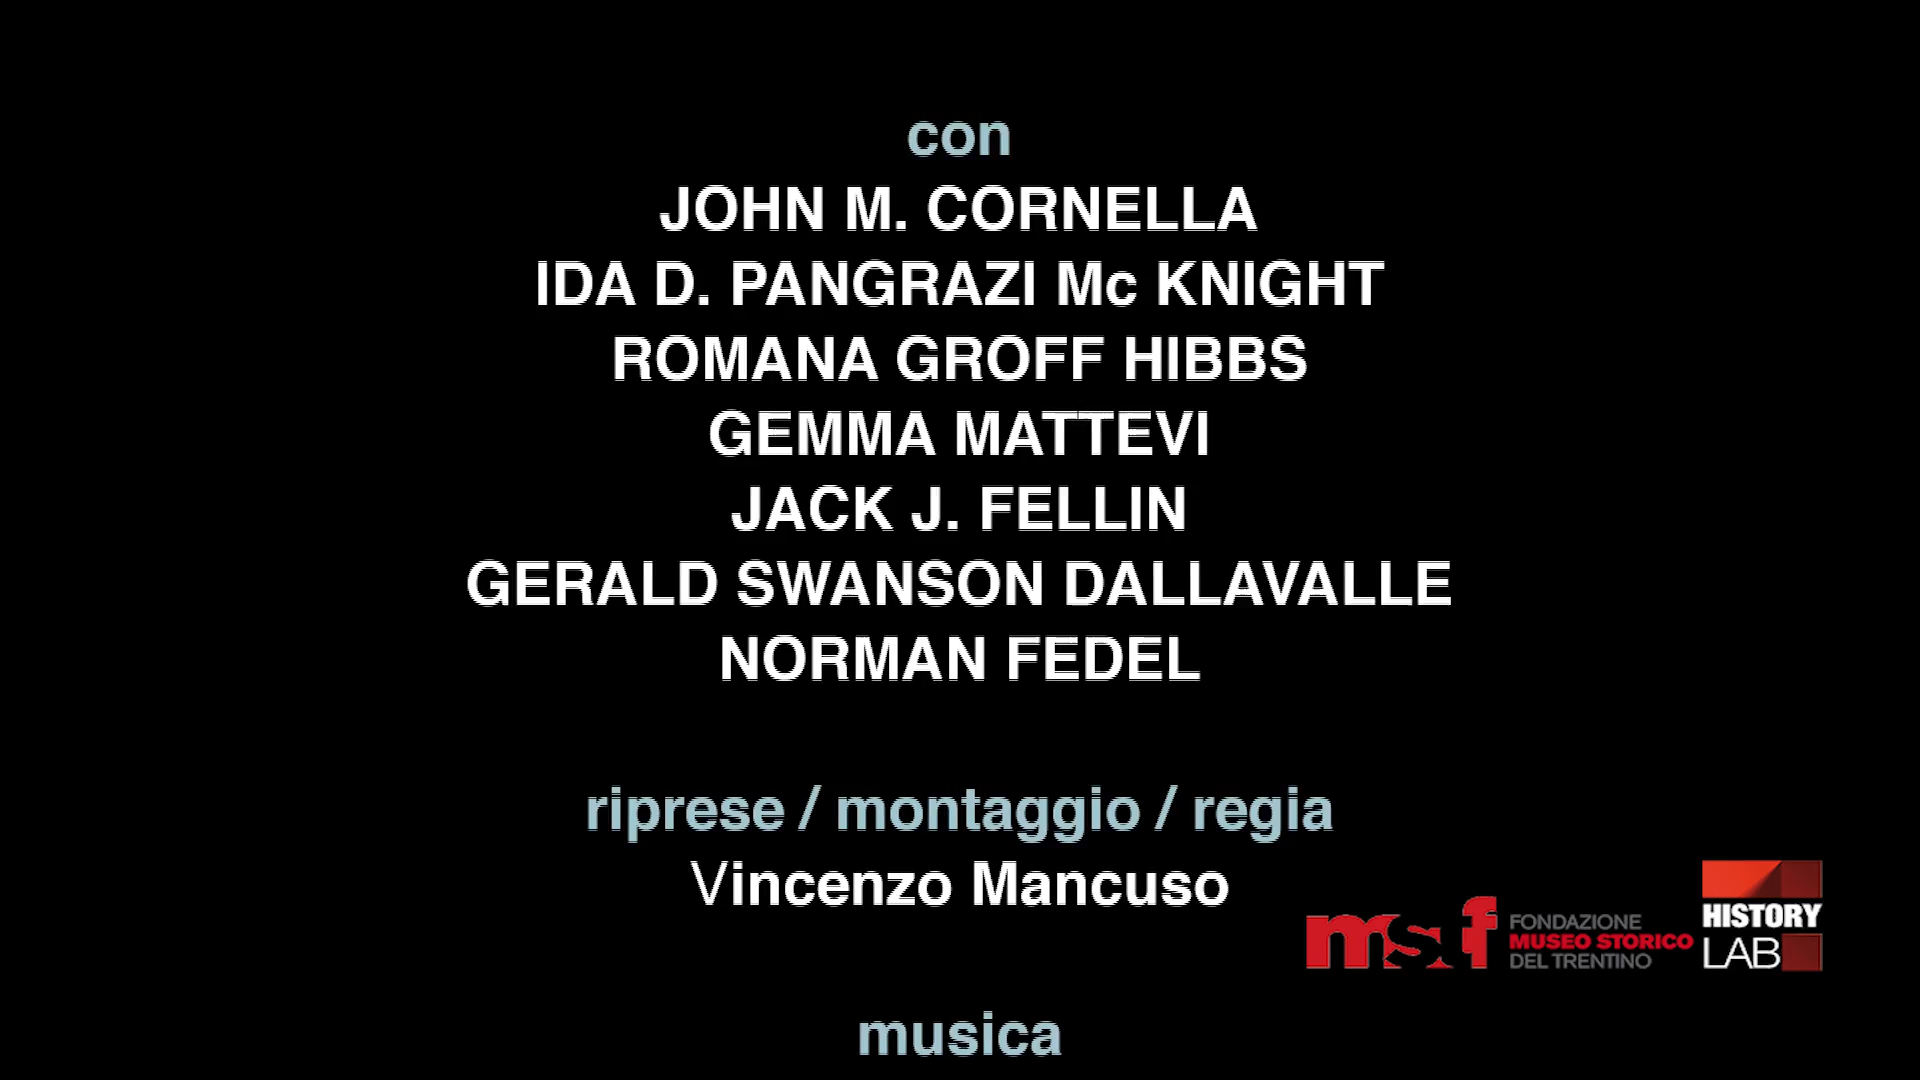 con
JOHN M. CORNELLA
IDA D. PANGRAZI Mc KNIGHT
ROMANA GROFF HIBBS
GEMMA MATTEVI
JACK J. FELLIN
GERALD SWANSON DALLAVALLE
NORMAN FEDEL
riprese / montaggio / regia
Vincenzo Mancuso
msf FONDAZIONE
MUSEO STORICO
DEL TRENTINO
HISTORY
LAB
musica